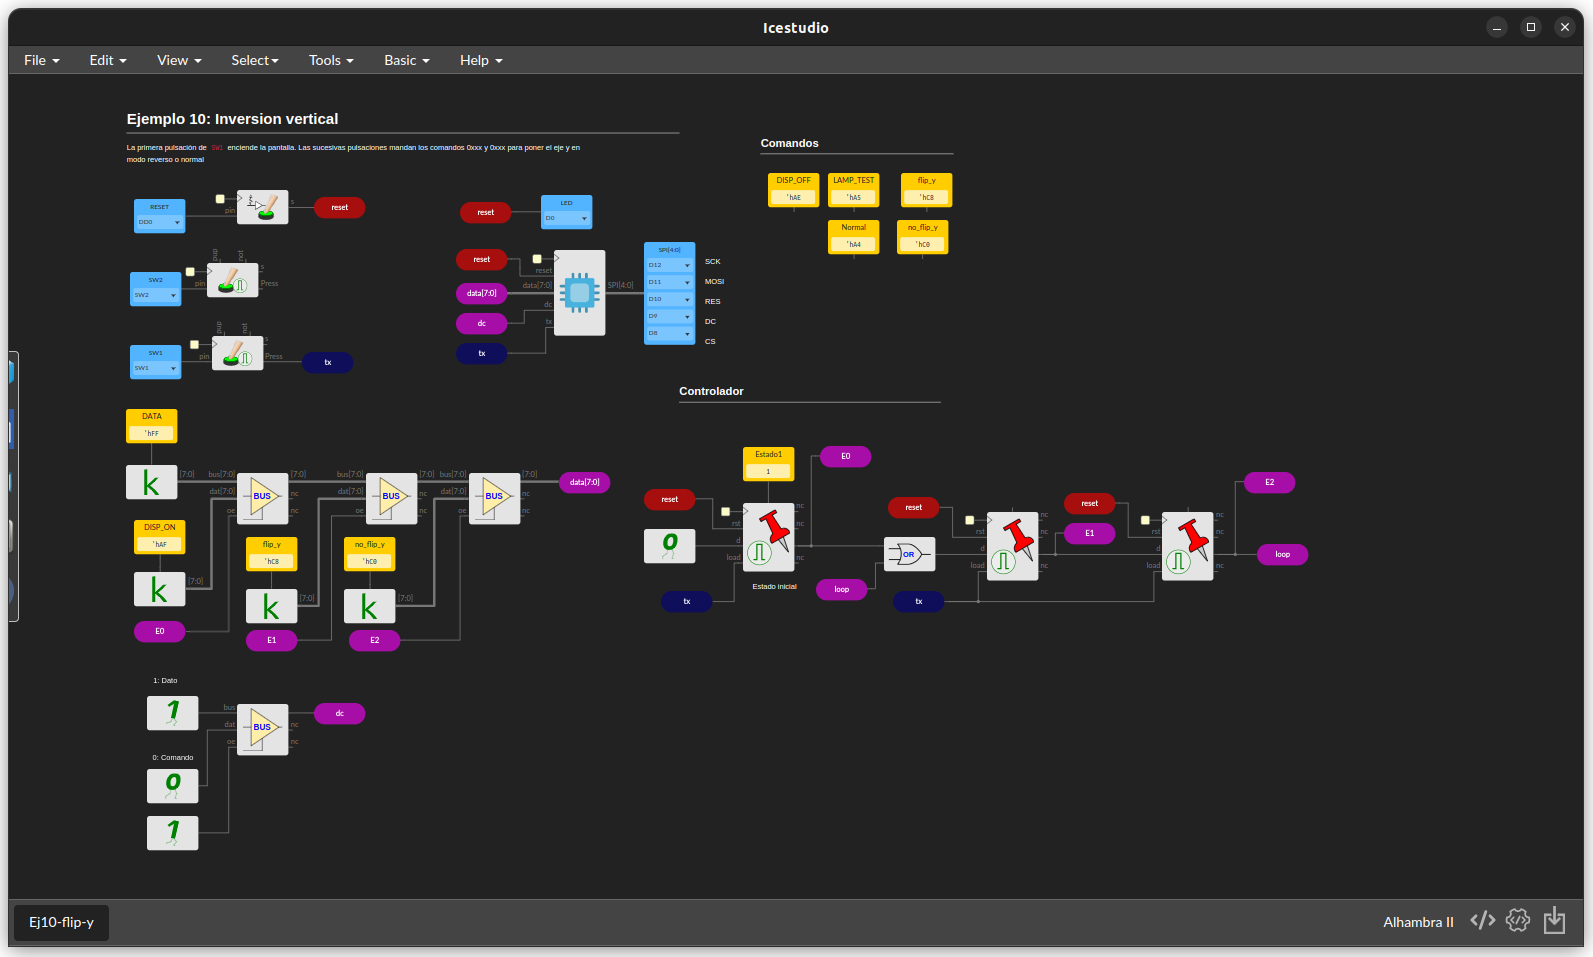 Icestudio
File Edit View Select Tools Basic Help
Ejemplo 10: Inversion vertical
La primera pulsación de SW1 enciende la pantalla. Las sucesivas pulsaciones mandan los comandos 0xxx y 0xxx para poner el eje y en
modo reverso o normal
Comandos
DISP_OFF
'hAE
LAMP_TEST
'hA5
flip_y
'hC8
Normal
'hA4
no_flip_y
'hC0
RESET
DD0
pin
s
reset
reset
LED
D0
SW2
SW2
pin
pup
not
s
Press
reset
data[7:0]
dc
tx
reset
data[7:0]
dc
tx
SPI[4:0]
SPI[4:0]
D12
D11
D10
D9
D8
SCK
MOSI
RES
DC
CS
SW1
SW1
pin
pup
not
s
Press
tx
Controlador
DATA
'hFF
k
[7:0]
bus[7:0]
dat[7:0]
oe
BUS
[7:0]
nc
nc
bus[7:0]
dat[7:0]
oe
BUS
[7:0]
nc
nc
bus[7:0]
dat[7:0]
oe
BUS
[7:0]
nc
nc
data[7:0]
DISP_ON
'hAF
k
[7:0]
E0
flip_y
'hC8
k
[7:0]
E1
no_flip_y
'hC0
k
[7:0]
E2
Estado1
1
E0
reset
0
rst
d
load
nc
nc
nc
Estado inicial
tx
reset
OR
loop
tx
rst
d
load
nc
nc
nc
reset
E1
rst
d
load
nc
nc
nc
E2
loop
1: Dato
1
bus
dat
oe
BUS
nc
nc
dc
0: Comando
0
1
Ej10-flip-y
Alhambra II